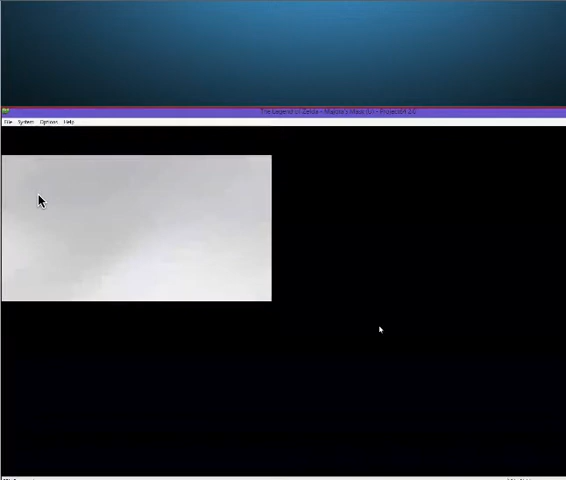 The Legend of Zelda - Majora's Mask (U) - Project64 2.0
File System Options Help